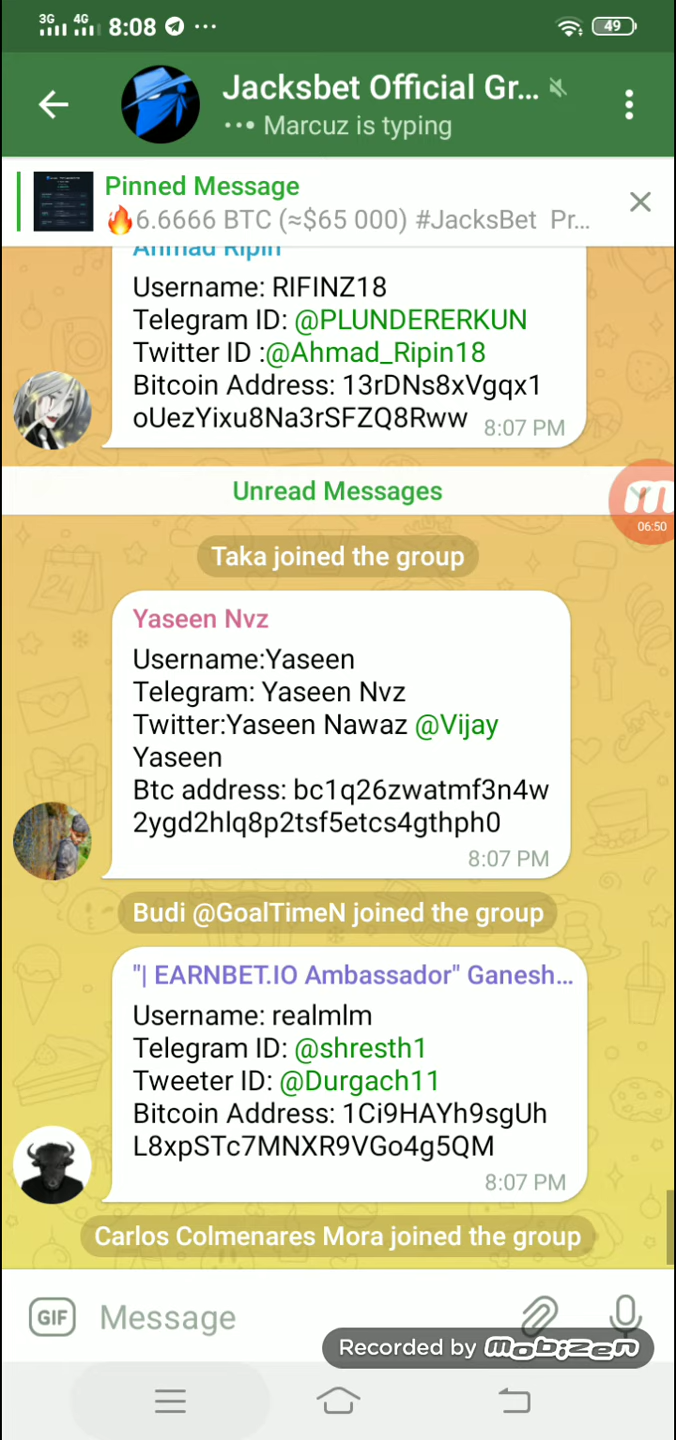 3G 4G 8:08 ... 49
Jacksbet Official Gr...
••• Marcuz is typing
Pinned Message
🔥6.6666 BTC (≈$65 000) #JacksBet Pr...
Ahmad Ripin
Username: RIFINZ18
Telegram ID: @PLUNDERERKUN
Twitter ID :@Ahmad_Ripin18
Bitcoin Address: 13rDNs8xVgqx1
oUezYixu8Na3rSFZQ8Rww 8:07 PM
Unread Messages
06:50
Taka joined the group
Yaseen Nvz
Username:Yaseen
Telegram: Yaseen Nvz
Twitter:Yaseen Nawaz @Vijay
Yaseen
Btc address: bc1q26zwatmf3n4w
2ygd2hlq8p2tsf5etcs4gthph0
8:07 PM
Budi @GoalTimeN joined the group
"| EARNBET.IO Ambassador" Ganesh...
Username: realmlm
Telegram ID: @shresth1
Tweeter ID: @Durgach11
Bitcoin Address: 1Ci9HAYh9sgUh
L8xpSTc7MNXR9VGo4g5QM
8:07 PM
Carlos Colmenares Mora joined the group
GIF Message
Recorded by mobizen